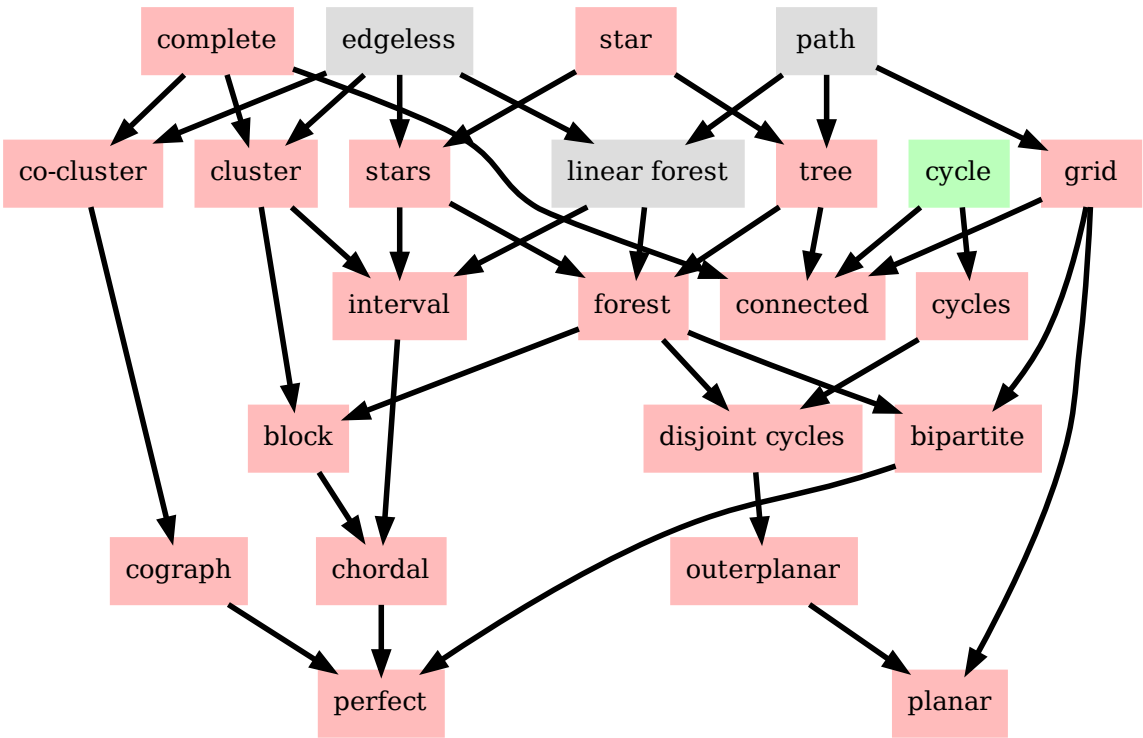 complete
edgeless
star
path
co-cluster
cluster
stars
linear forest
tree
cycle
grid
interval
forest
connected
cycles
block
disjoint cycles
bipartite
cograph
chordal
outerplanar
perfect
planar